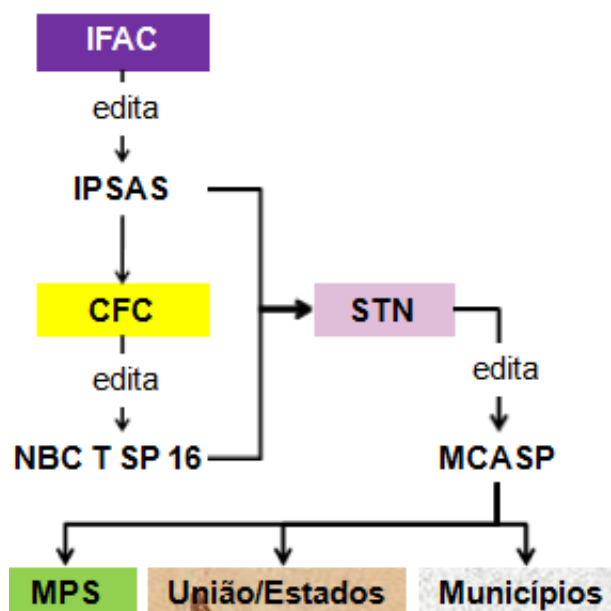 IFAC
edita
IPSAS
CFC
STN
edita
edita
NBC T SP 16
MCASP
MPS
União/Estados
Municípios